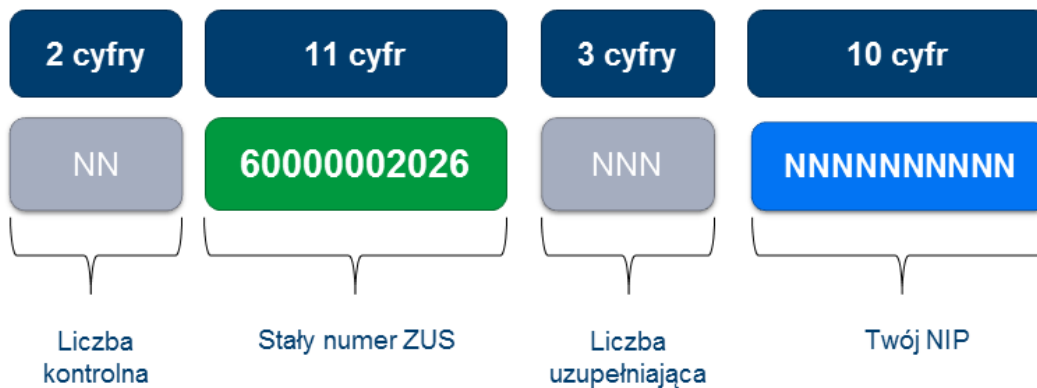 2 cyfry 11 cyfr 3 cyfry 10 cyfr
NN 60000002026 NNN NNNNNNNNNN
Liczba kontrolna
Stały numer ZUS
Liczba uzupełniająca
Twój NIP